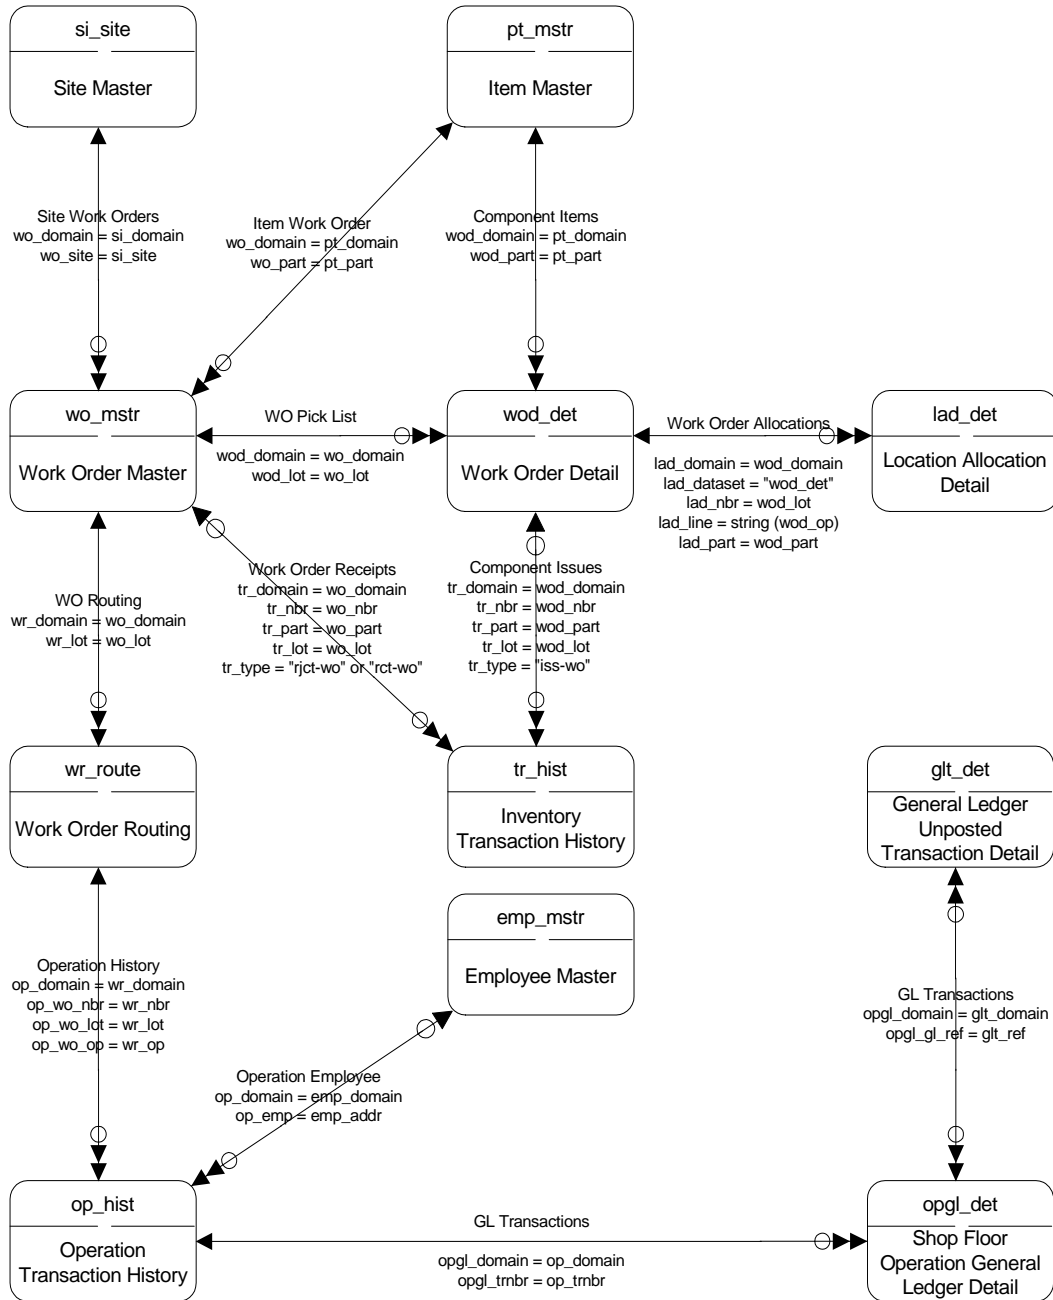 si_site
Site Master
pt_mstr
Item Master
Site Work Orders
wo_domain = si_domain
wo_site = si_site
Item Work Order
wo_domain = pt_domain
wo_part = pt_part
Component Items
wod_domain = pt_domain
wod_part = pt_part
wo_mstr
Work Order Master
WO Pick List
wod_domain = wo_domain
wod_lot = wo_lot
wod_det
Work Order Detail
Work Order Allocations
lad_domain = wod_domain
lad_dataset = "wod_det"
lad_nbr = wod_lot
lad_line = string (wod_op)
lad_part = wod_part
lad_det
Location Allocation
Detail
WO Routing
wr_domain = wo_domain
wr_lot = wo_lot
Work Order Receipts
tr_domain = wo_domain
tr_nbr = wo_nbr
tr_part = wo_part
tr_lot = wo_lot
tr_type = "rjct-wo" or "rct-wo"
Component Issues
tr_domain = wod_domain
tr_nbr = wod_nbr
tr_part = wod_part
tr_lot = wod_lot
tr_type = "iss-wo"
wr_route
Work Order Routing
tr_hist
Inventory
Transaction History
glt_det
General Ledger
Unposted
Transaction Detail
emp_mstr
Employee Master
Operation History
op_domain = wr_domain
op_wo_nbr = wr_nbr
op_wo_lot = wr_lot
op_wo_op = wr_op
Operation Employee
op_domain = emp_domain
op_emp = emp_addr
GL Transactions
opgl_domain = glt_domain
opgl_gl_ref = glt_ref
op_hist
Operation
Transaction History
GL Transactions
opgl_domain = op_domain
opgl_trnbr = op_trnbr
opgl_det
Shop Floor
Operation General
Ledger Detail